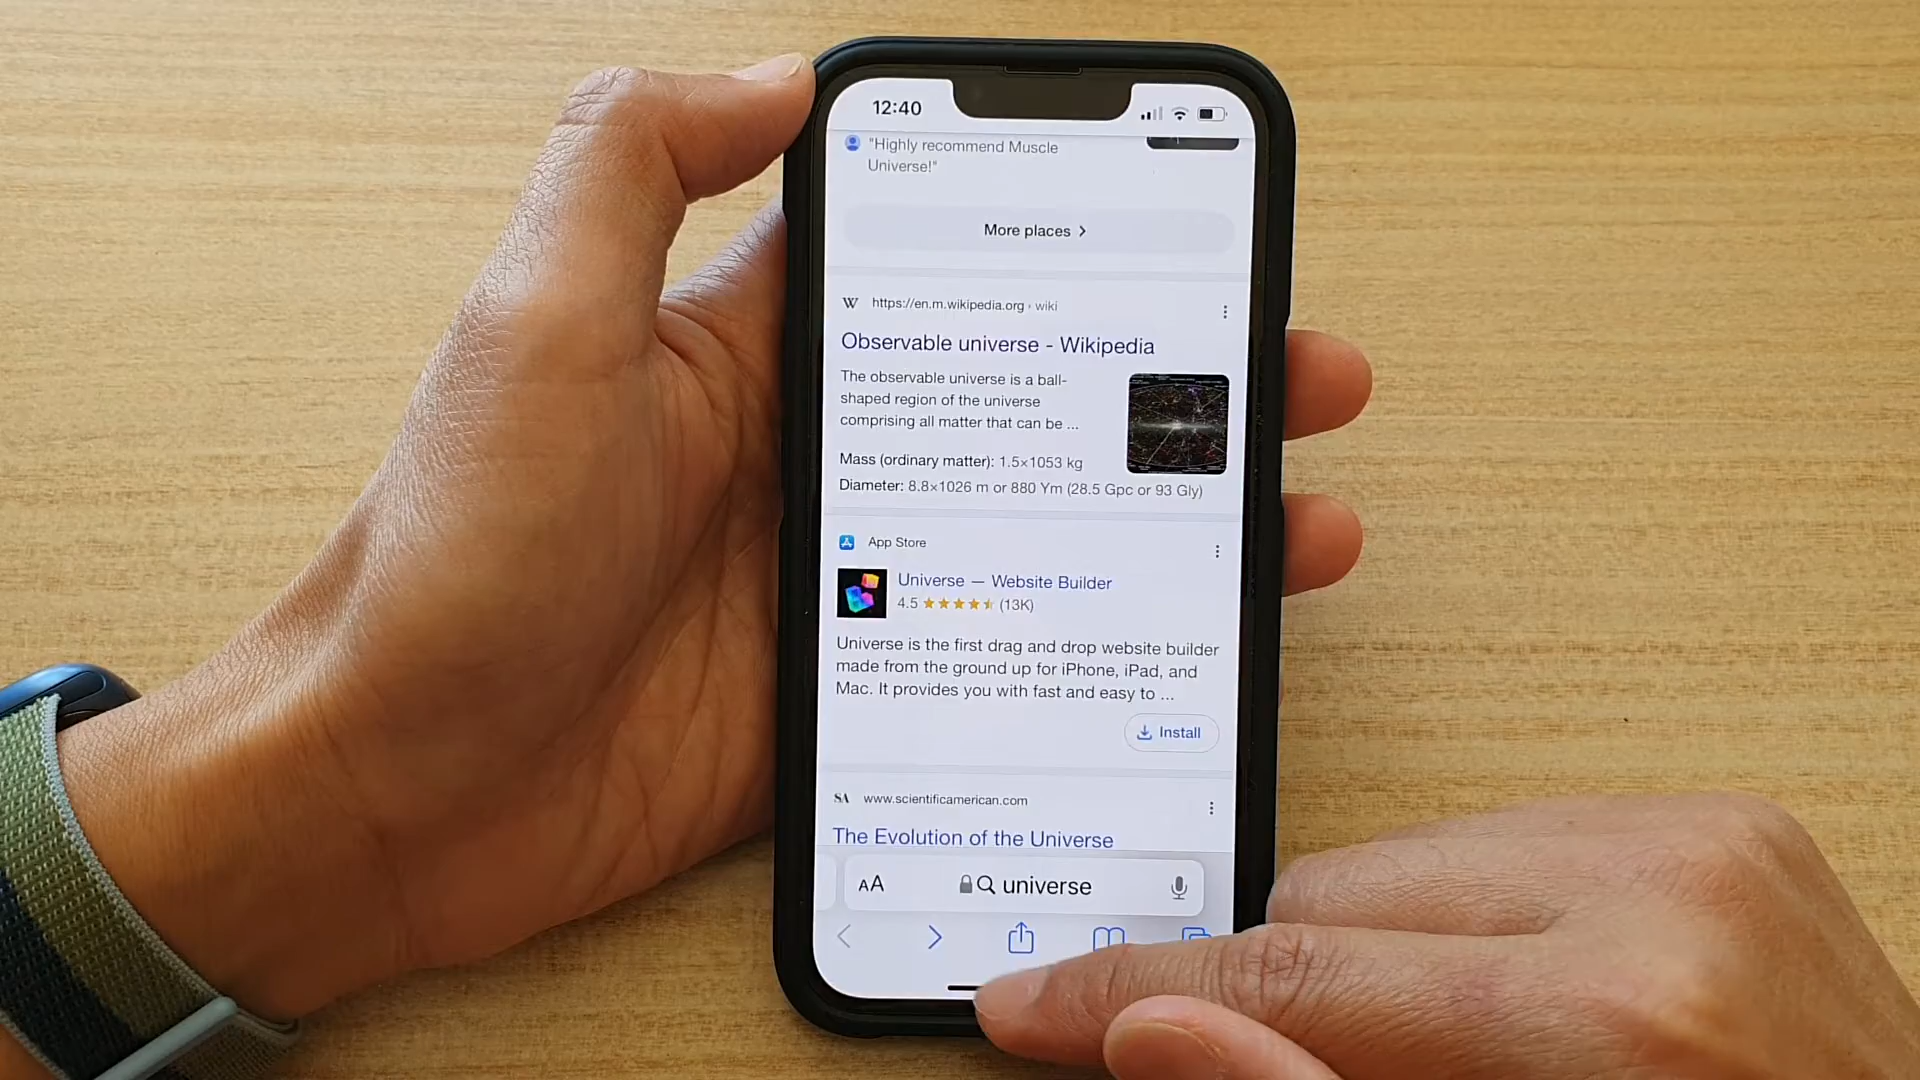 12:40
"Highly recommend Muscle
Universe!"
More places >
W https://en.m.wikipedia.org › wiki
Observable universe - Wikipedia
The observable universe is a ball-
shaped region of the universe
comprising all matter that can be ...
Mass (ordinary matter): 1.5×1053 kg
Diameter: 8.8×1026 m or 880 Ym (28.5 Gpc or 93 Gly)
App Store
Universe — Website Builder
4.5 ★★★★★ (13K)
Universe is the first drag and drop website builder
made from the ground up for iPhone, iPad, and
Mac. It provides you with fast and easy to ...
Install
SA www.scientificamerican.com
The Evolution of the Universe
AA universe